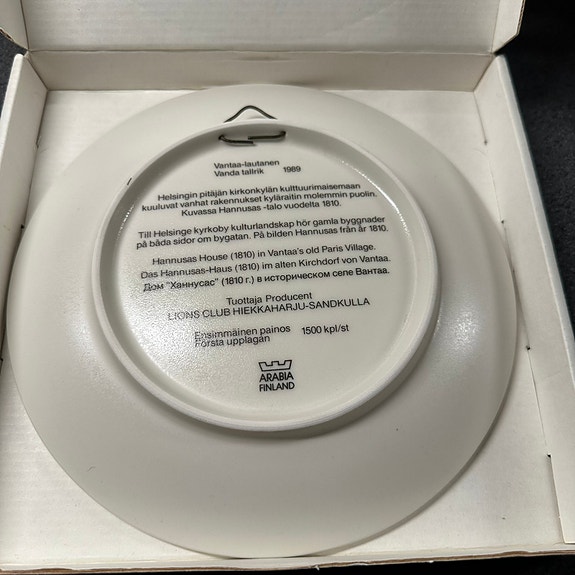 Vantaa-lautanen
Vanda tallrik 1989
Helsingin pitäjän kirkonkylän kulttuurimaisemaan
kuuluvat vanhat rakennukset kyläraitin molemmin puolin.
Kuvassa Hannusas -talo vuodelta 1810.
Till Helsinge kyrkoby kulturlandskap hör gamla byggnader
på båda sidor om bygatan. På bilden Hannusas från år 1810.
Hannusas House (1810) in Vantaa's old Paris Village.
Das Hannusas-Haus (1810) im alten Kirchdorf von Vantaa.
Дом "Ханнусас" (1810 г.) в историческом селе Вантаа.
Tuottaja Producent
LIONS CLUB HIEKKAHARJU-SANDKULLA
Ensimmäinen painos 1500 kpl/st
Första upplagan
ARABIA
FINLAND